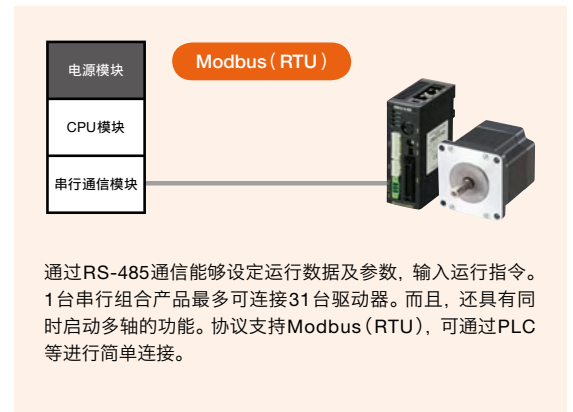 电源模块
Modbus（RTU）
CPU模块
串行通信模块
通过RS-485通信能够设定运行数据及参数, 输入运行指令。
1台串行组合产品最多可连接31台驱动器。而且, 还具有同
时启动多轴的功能。协议支持Modbus（RTU）, 可通过PLC
等进行简单连接。